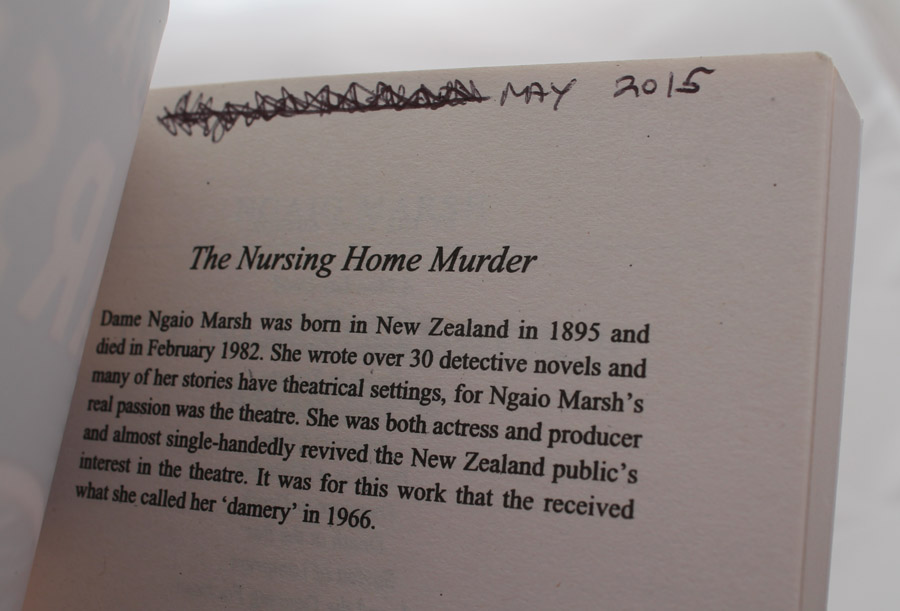 MAY 2015
The Nursing Home Murder
Dame Ngaio Marsh was born in New Zealand in 1895 and
died in February 1982. She wrote over 30 detective novels and
many of her stories have theatrical settings, for Ngaio Marsh's
real passion was the theatre. She was both actress and producer
and almost single-handedly revived the New Zealand public's
interest in the theatre. It was for this work that the received
what she called her 'damery' in 1966.